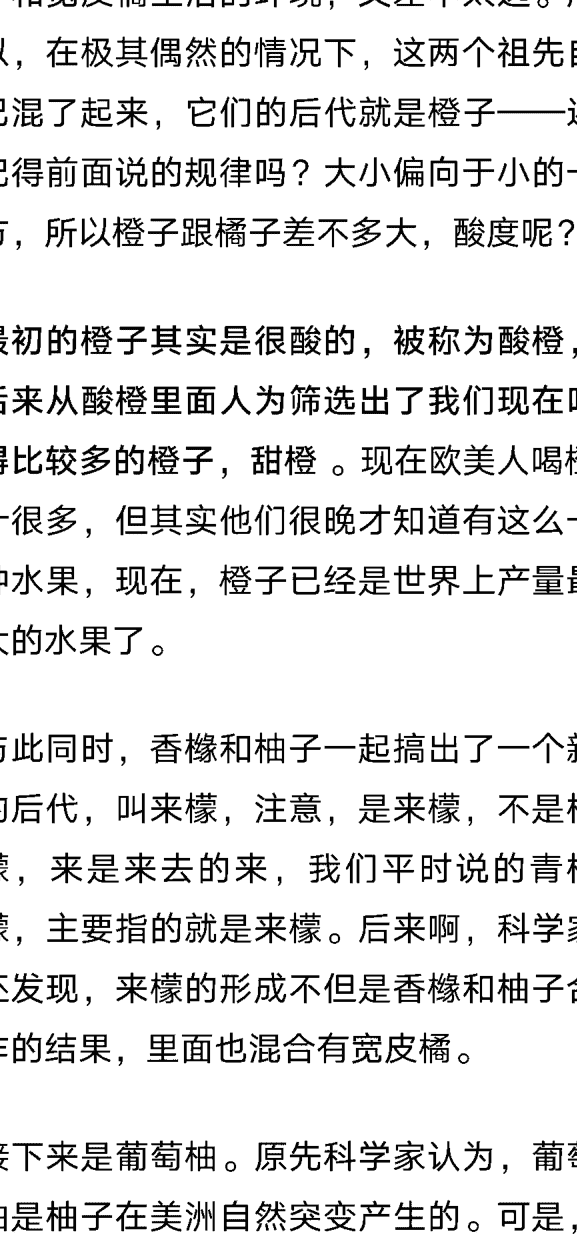 和宽皮橘生活的环境，又差不太远。
，在极其偶然的情况下，这两个祖先
混了起来，它们的后代就是橙子——
得前面说的规律吗？大小偏向于小的一
，所以橙子跟橘子差不多大，酸度呢？
最初的橙子其实是很酸的，被称为酸橙，
后来从酸橙里面人为筛选出了我们现在
得比较多的橙子，甜橙 。现在欧美人喝橙
很多，但其实他们很晚才知道有这么一
种水果，现在，橙子已经是世界上产量最
大的水果了。
与此同时，香橼和柚子一起搞出了一个新
的后代，叫来檬，注意，是来檬，不是柠
檬，来是来去的来，我们平时说的青柠
檬，主要指的就是来檬。后来啊，科学家
还发现，来檬的形成不但是香橼和柚子合
作的结果，里面也混合有宽皮橘。
接下来是葡萄柚。原先科学家认为，葡萄
柚是柚子在美洲自然突变产生的。可是，